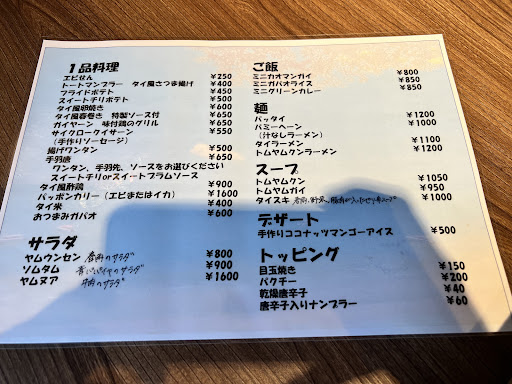 1品料理
エビせん ¥250
トートマンプラー タイ風さつま揚げ ¥400
フライドポテト ¥450
スイートチリポテト ¥500
タイ風卵焼き ¥600
タイ風春巻き 特製ソース付 ¥650
ガイヤーン 味付鶏のグリル ¥650
サイクロークイサーン ¥550
(手作りソーセージ)
揚げワンタン ¥500
手羽唐 ¥650
ワンタン、手羽先、ソースをお選びください
スイートチリorスイートプラムソース
タイ風酢鶏 ¥900
パッポンカリー(エビまたはイカ) ¥1600
タイ米 ¥400
おつまみガパオ ¥600
サラダ
ヤムウンセン 春雨のサラダ ¥800
ソムタム 青いパパイヤのサラダ ¥900
ヤムヌア 牛肉のサラダ ¥1600
ご飯
ミニカオマンガイ ¥800
ミニガパオライス ¥850
ミニグリーンカレー ¥850
麺
パッタイ ¥1200
バミーヘーン ¥1000
(汁なしラーメン)
タイラーメン ¥1100
トムヤムクンラーメン ¥1200
スープ
トムヤムクン ¥1050
トムヤムガイ ¥950
タイスキ 春雨、野菜、豚肉が入ったピリ辛スープ ¥1000
デザート
手作りココナッツマンゴーアイス ¥500
トッピング
目玉焼き ¥150
パクチー ¥200
乾燥唐辛子 ¥40
唐辛子入りナンプラー ¥60